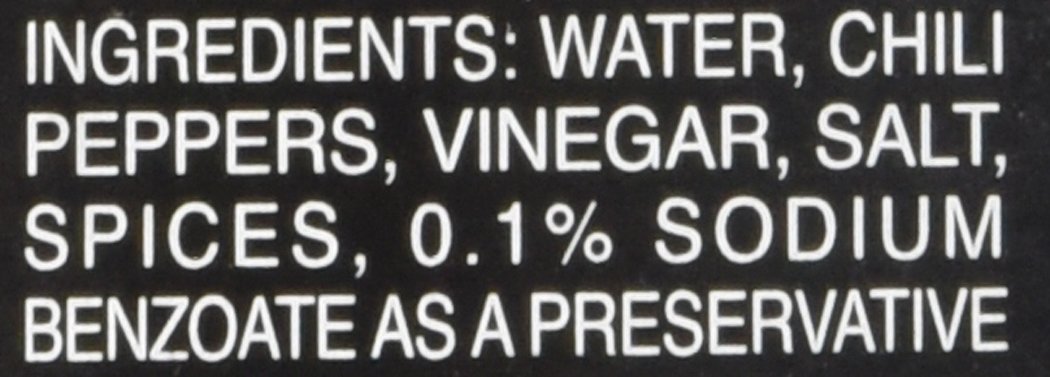 INGREDIENTS: WATER, CHILI
PEPPERS, VINEGAR, SALT,
SPICES, 0.1% SODIUM
BENZOATE AS A PRESERVATIVE